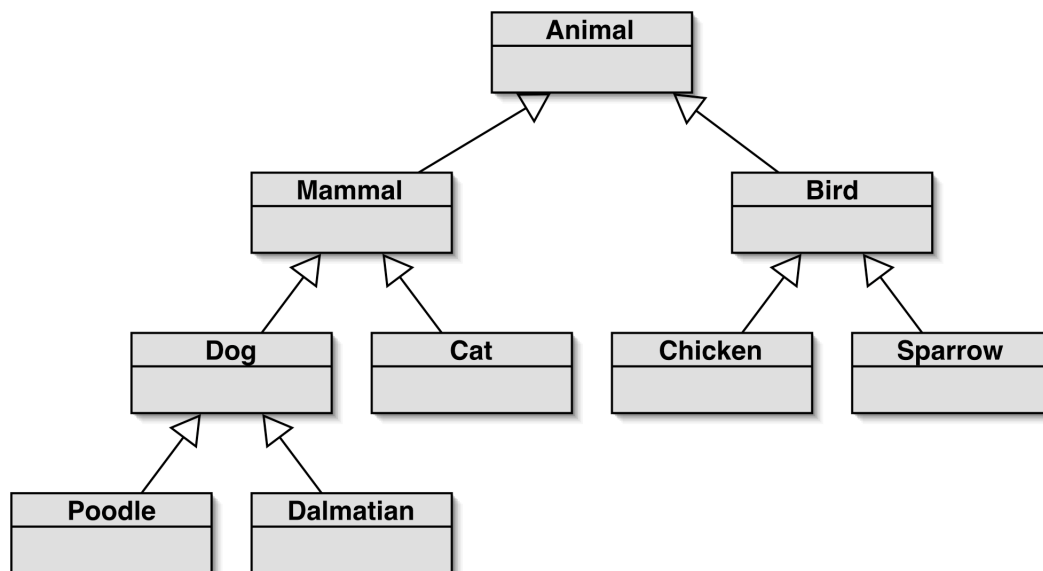 Animal
Mammal
Bird
Dog
Cat
Chicken
Sparrow
Poodle
Dalmatian